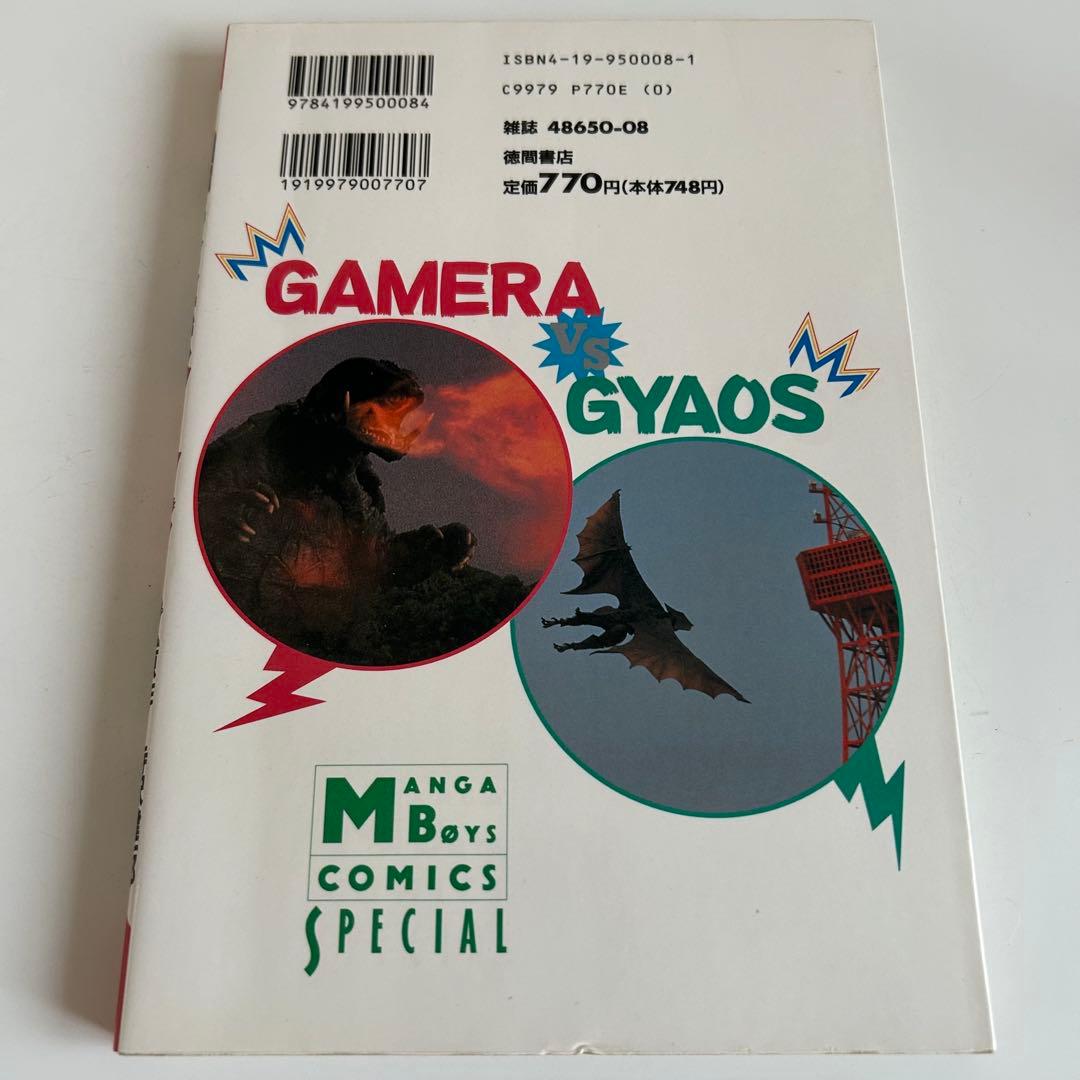 9784199500084
1919979007707
ISBN4-19-950008-1
C9979 P770E (0)
雑誌 48650-08
徳間書店
定価770円(本体748円)
GAMERA
VS
GYAOS
MANGA
BØYS
COMICS
SPECIAL